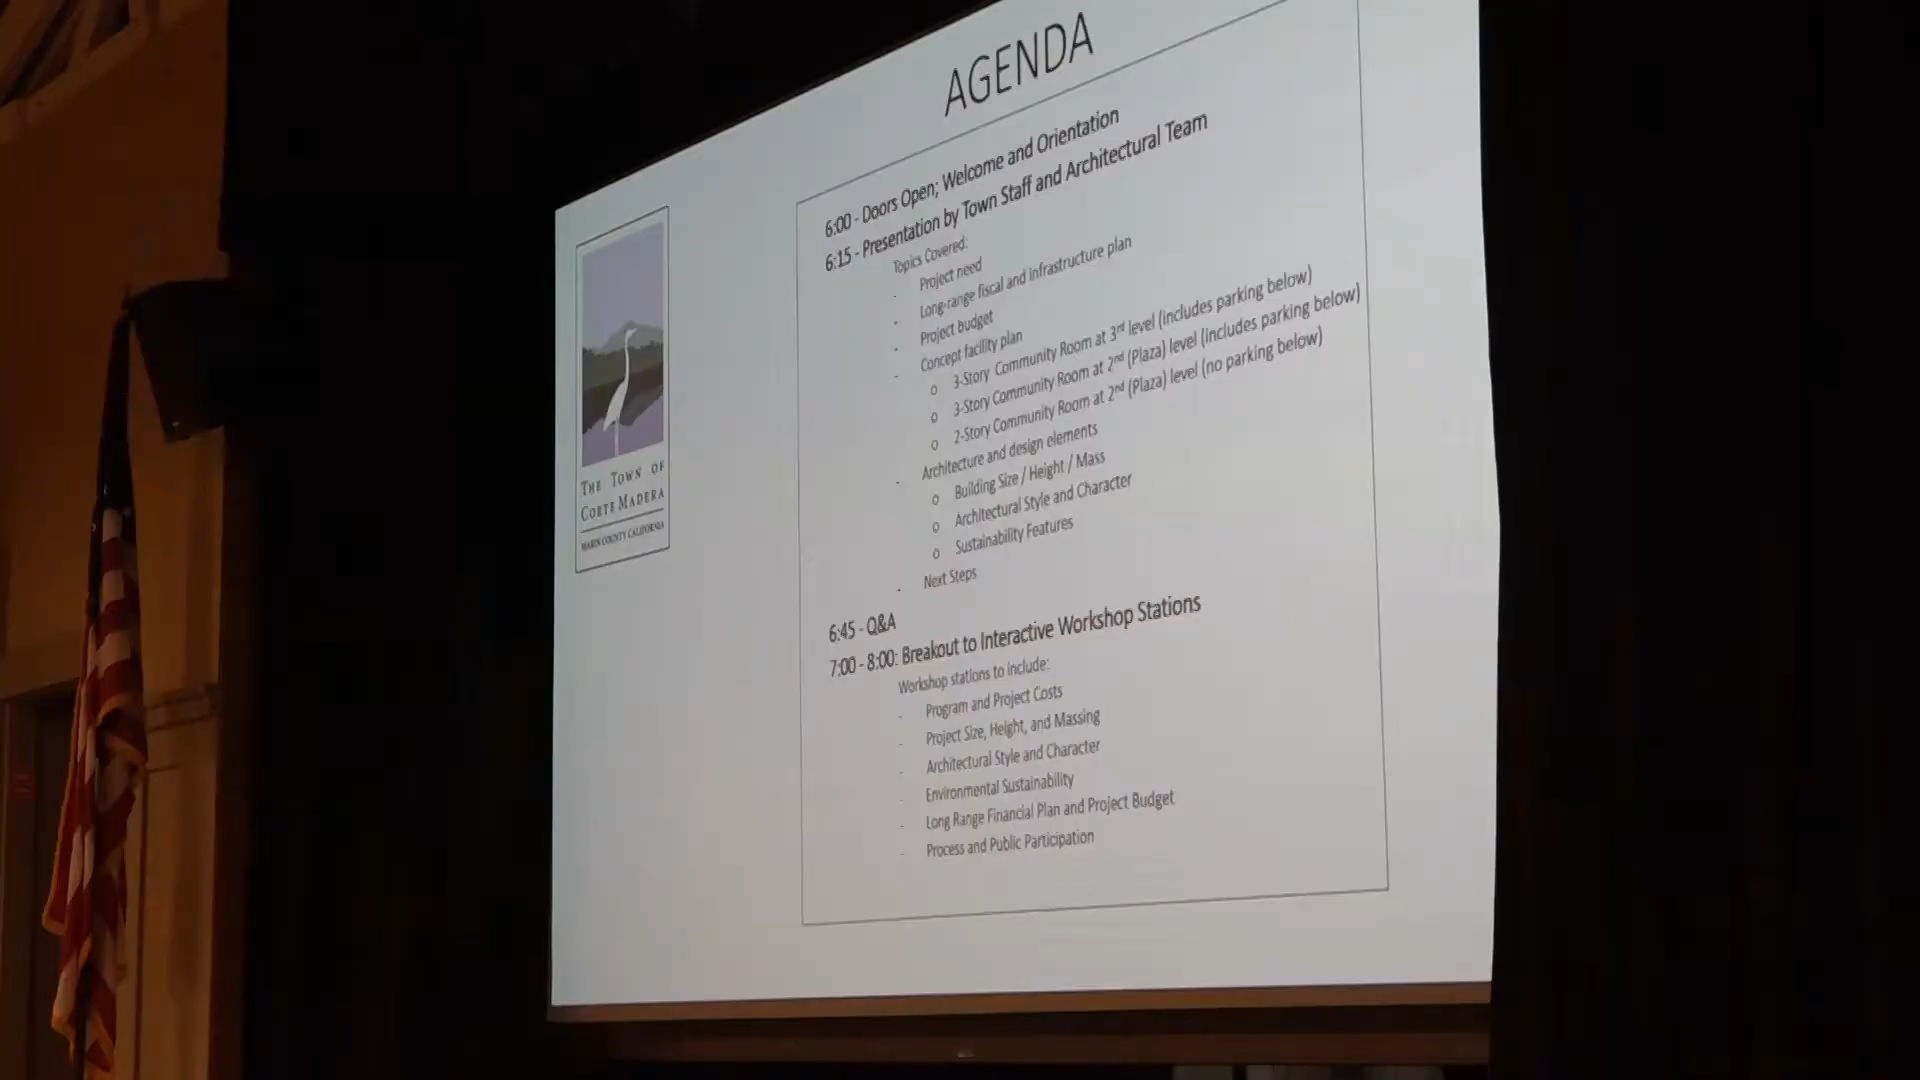 AGENDA
6:00 - Doors Open; Welcome and Orientation
6:15 - Presentation by Town Staff and Architectural Team
Topics Covered:
- Project need
- Long-range fiscal and infrastructure plan
- Project budget
- Concept facility plan
o 3-Story Community Room at 3rd level (includes parking below)
o 3-Story Community Room at 2nd (Plaza) level (includes parking below)
o 2-Story Community Room at 2nd (Plaza) level (no parking below)
- Architecture and design elements
o Building Size / Height / Mass
o Architectural Style and Character
o Sustainability Features
- Next Steps
6:45 - Q&A
7:00 - 8:00: Breakout to Interactive Workshop Stations
Workshop stations to include:
- Program and Project Costs
- Project Size, Height, and Massing
- Architectural Style and Character
- Environmental Sustainability
- Long Range Financial Plan and Project Budget
- Process and Public Participation
THE TOWN OF
CORTE MADERA
MARIN COUNTY CALIFORNIA